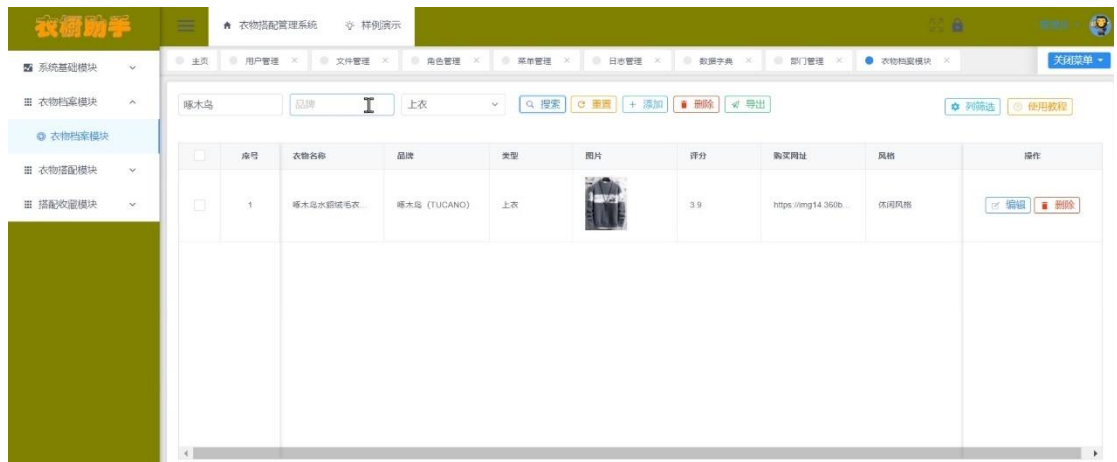 衣橱助手
衣物搭配管理系统 样例演示
系统基础模块
衣物档案模块
衣物档案模块
衣物搭配模块
搭配收藏模块
主页 用户管理 文件管理 角色管理 菜单管理 日志管理 数据字典 部门管理 衣物档案模块 关闭菜单
啄木鸟 品牌 上衣 搜索 重置 添加 删除 导出 列筛选 使用教程
序号 衣物名称 品牌 类型 图片 评分 购买网址 风格 操作
1 啄木鸟水貂绒毛衣... 啄木鸟 (TUCANO) 上衣 3.9 https://img14.360b... 休闲风格 编辑 删除